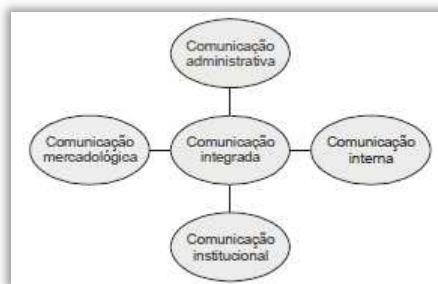 Comunicação
administrativa
Comunicação
mercadológica
Comunicação
integrada
Comunicação
interna
Comunicação
institucional